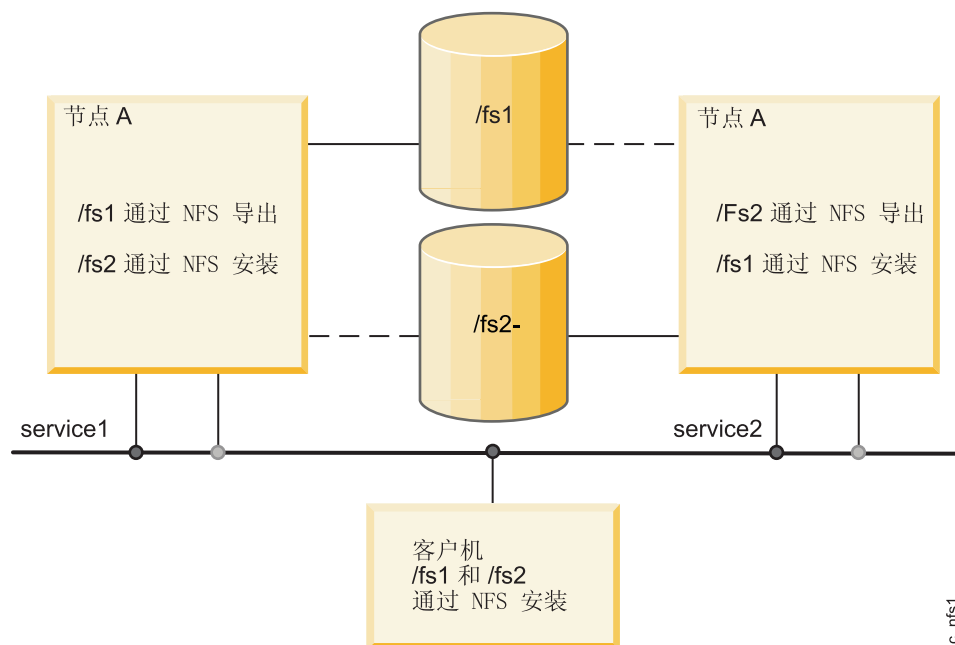 节点 A
/fs1 通过 NFS 导出
/fs2 通过 NFS 安装
/fs1
/fs2-
节点 A
/Fs2 通过 NFS 导出
/fs1 通过 NFS 安装
service1
service2
客户机
/fs1 和 /fs2
通过 NFS 安装
c_nfs1